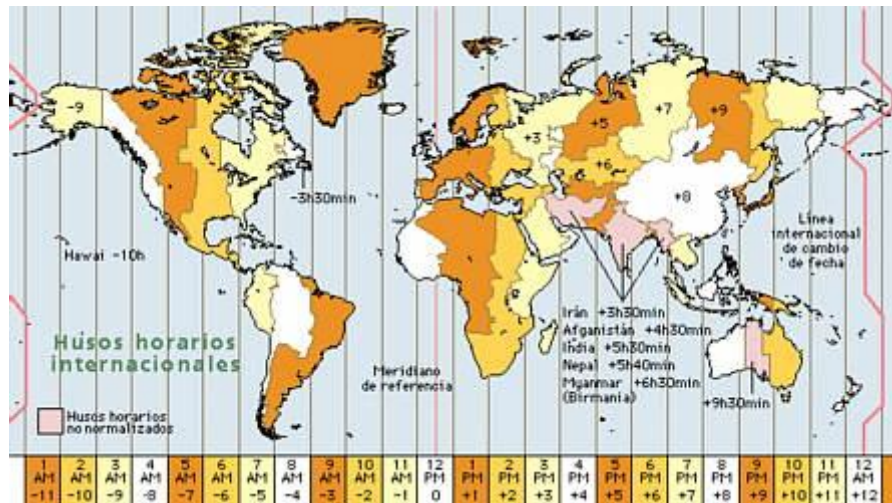 -9
+3
+5
+7
+9
+6
+8
-3h30min
Hawai -10h
Línea
internacional
de cambio
de fecha
Irán +3h30min
Afganistán +4h30min
India +5h30min
Nepal +5h40min
Myanmar +6h30min
(Birmania)
+9h30min
Husos horarios
internacionales
Meridiano
de referencia
Husos horarios
no normalizados
1 2 3 4 5 6 7 8 9 10 11 12 1 2 3 4 5 6 7 8 9 10 11 12
AM AM AM AM AM AM AM AM AM AM AM PM PM PM PM PM PM PM PM PM PM PM PM AM
-11 -10 -9 -8 -7 -6 -5 -4 -3 -2 -1 0 +1 +2 +3 +4 +5 +6 +7 +8 +9 +10 +11 +12